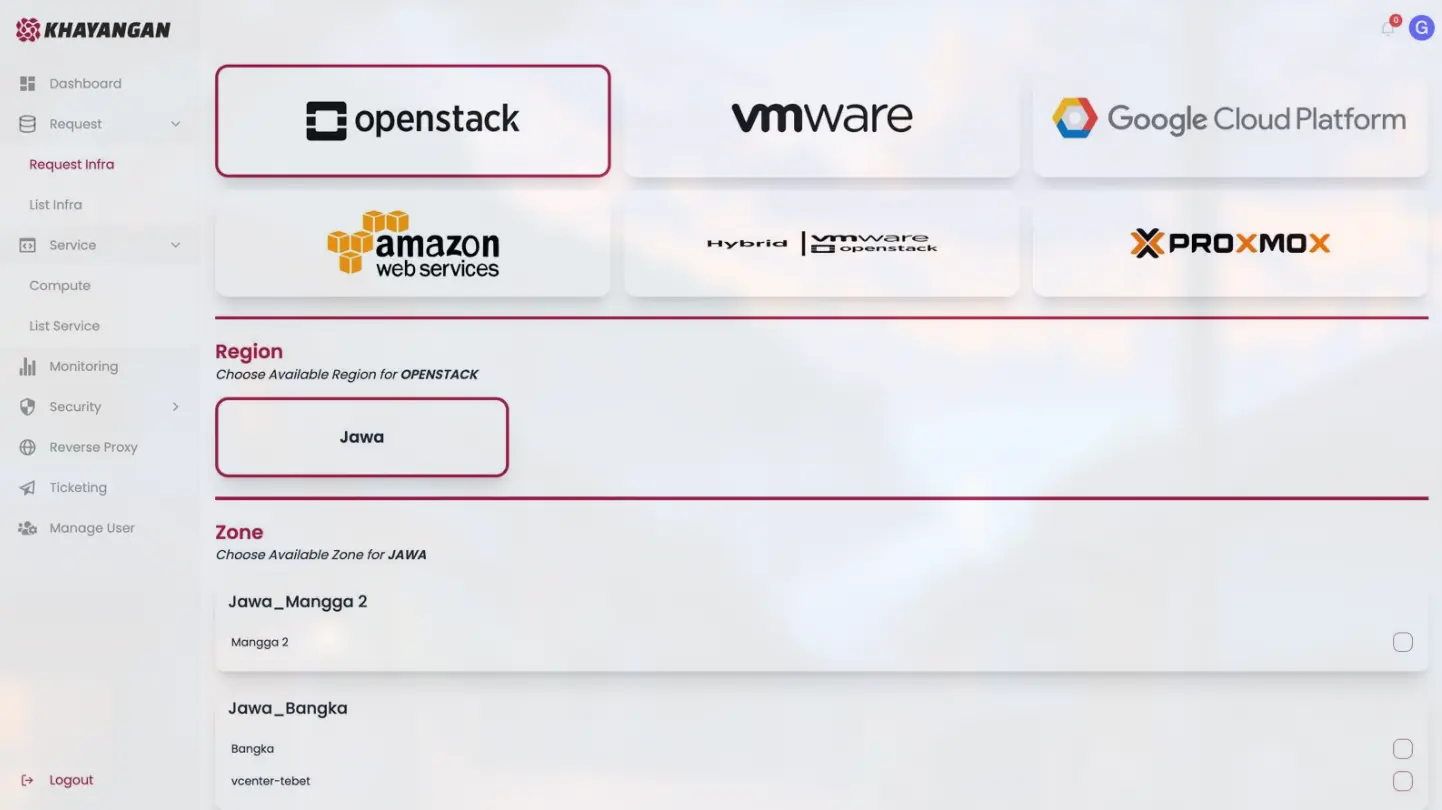 KHAYANGAN
0
G
Dashboard
Request
Request Infra
List Infra
Service
Compute
List Service
Monitoring
Security
Reverse Proxy
Ticketing
Manage User
Logout
openstack
vmware
Google Cloud Platform
amazon
web services
Hybrid
vmware
openstack
PROXMOX
Region
Choose Available Region for OPENSTACK
Jawa
Zone
Choose Available Zone for JAWA
Jawa_Mangga 2
Mangga 2
Jawa_Bangka
Bangka
vcenter-tebet